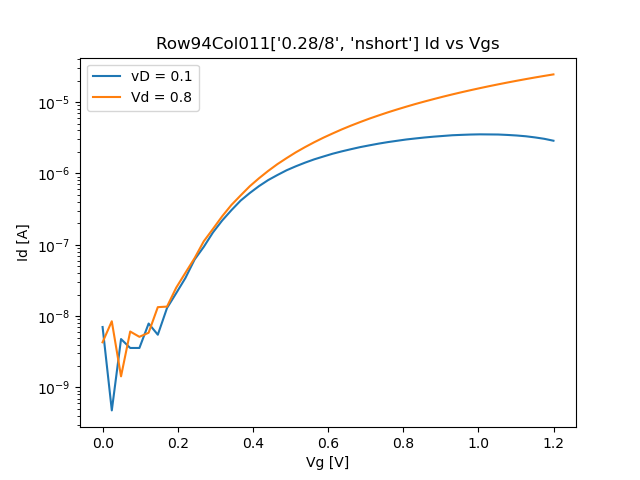 Row94Col011['0.28/8', 'nshort'] Id vs Vgs
vD = 0.1
Vd = 0.8
Id [A]
10⁻⁵
10⁻⁶
10⁻⁷
10⁻⁸
10⁻⁹
0.0 0.2 0.4 0.6 0.8 1.0 1.2
Vg [V]